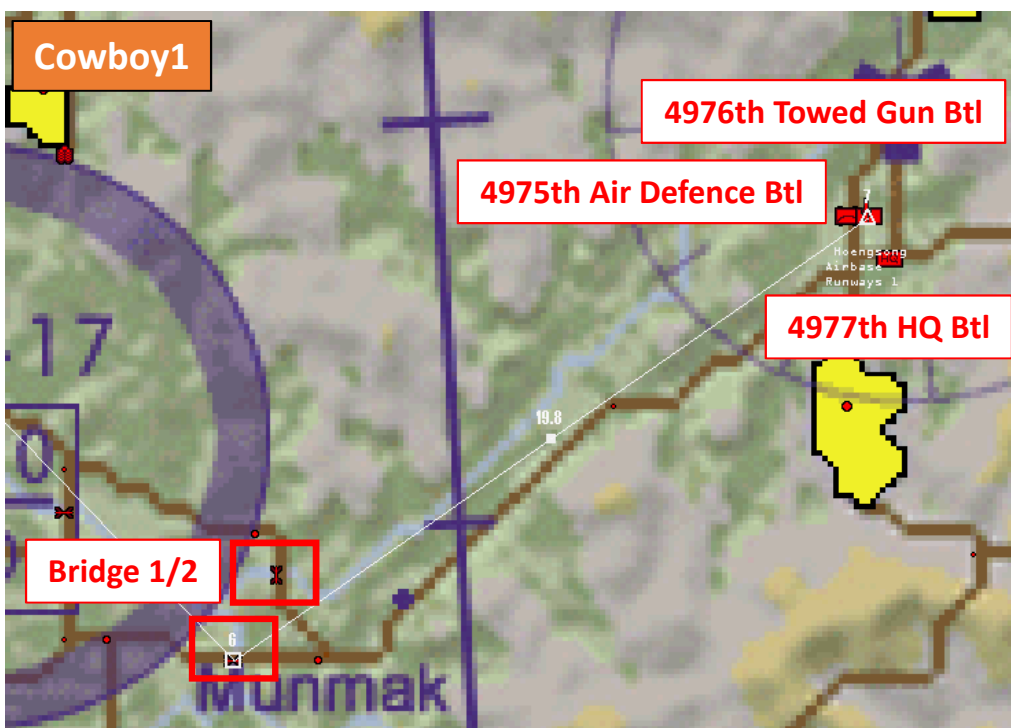 Cowboy1
4976th Towed Gun Btl
4975th Air Defence Btl
7
Hoengsong
Airbase
Runways 1
4977th HQ Btl
17
19.8
0
Bridge 1/2
6
Munmak